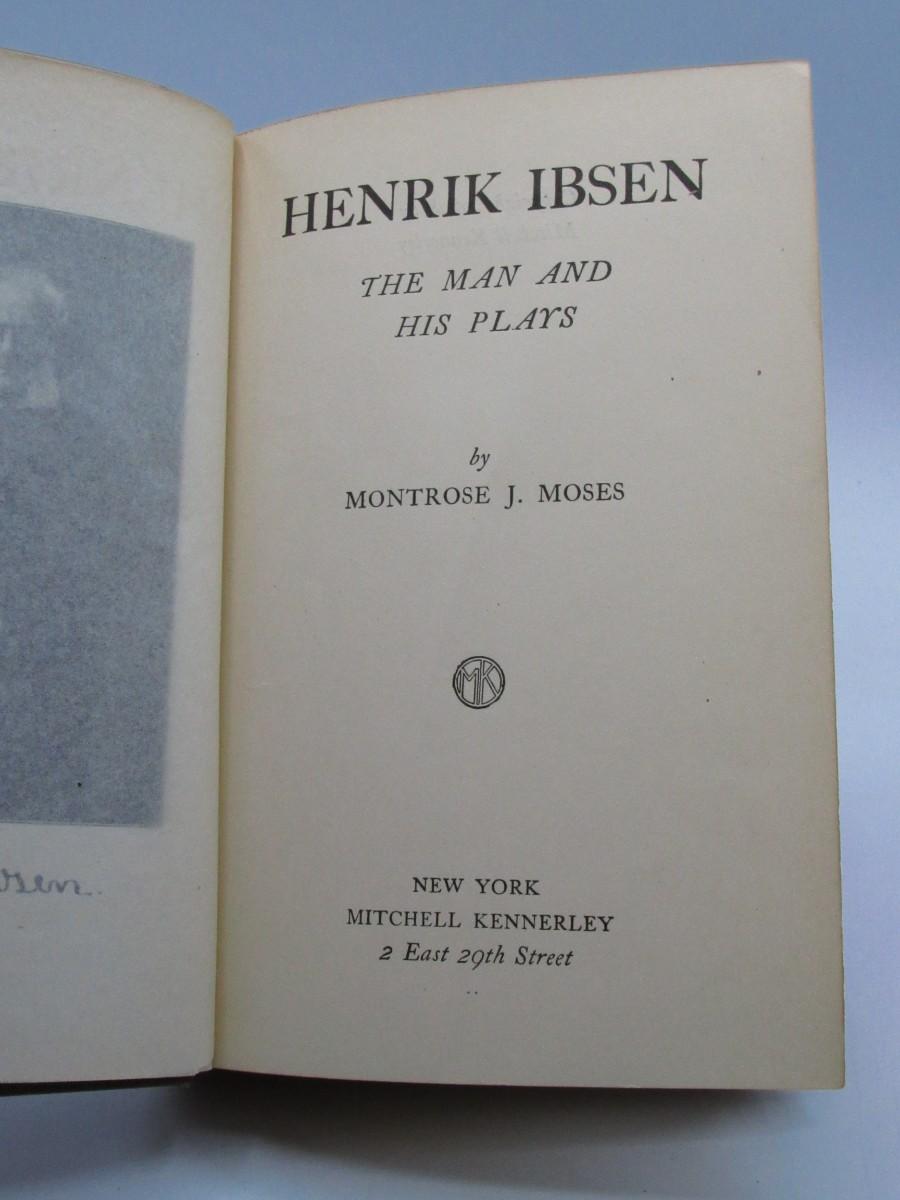 HENRIK IBSEN
THE MAN AND
HIS PLAYS
by
MONTROSE J. MOSES
MK
NEW YORK
MITCHELL KENNERLEY
2 East 29th Street